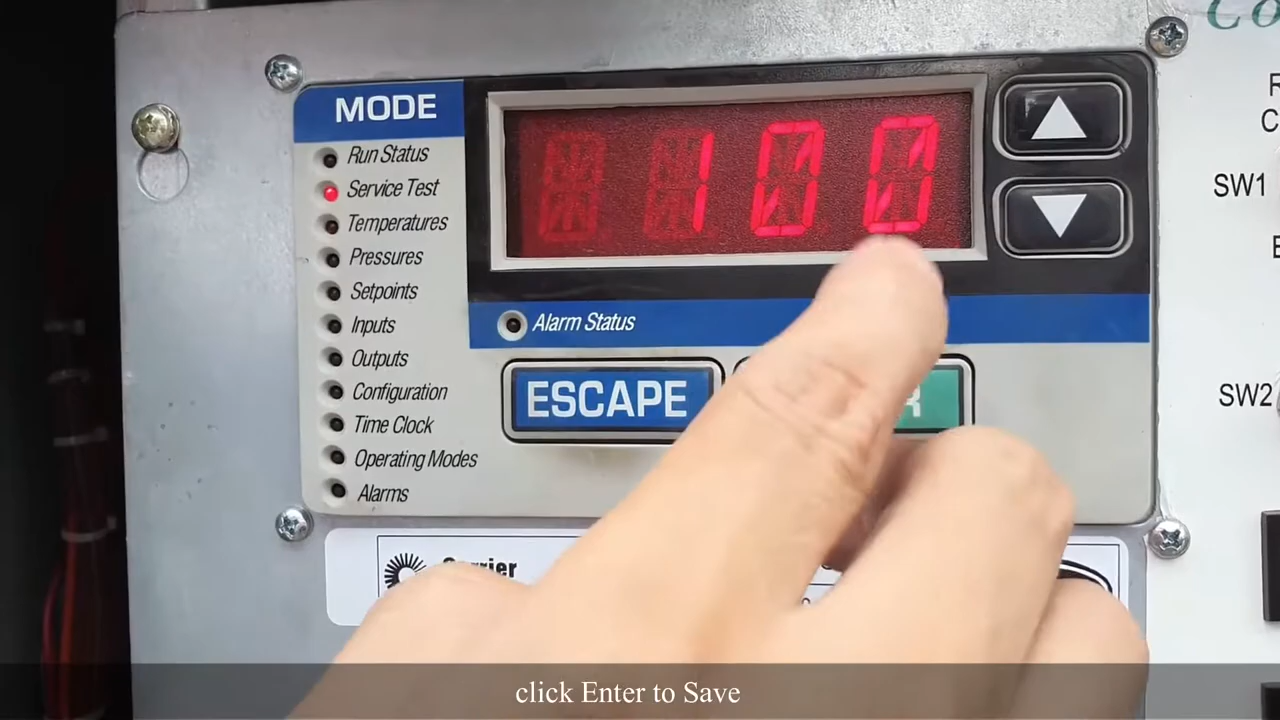 Co
MODE
Run Status
Service Test
Temperatures
Pressures
Setpoints
Inputs
Outputs
Configuration
Time Clock
Operating Modes
Alarms
100
Alarm Status
ESCAPE
SW1
SW2
click Enter to Save